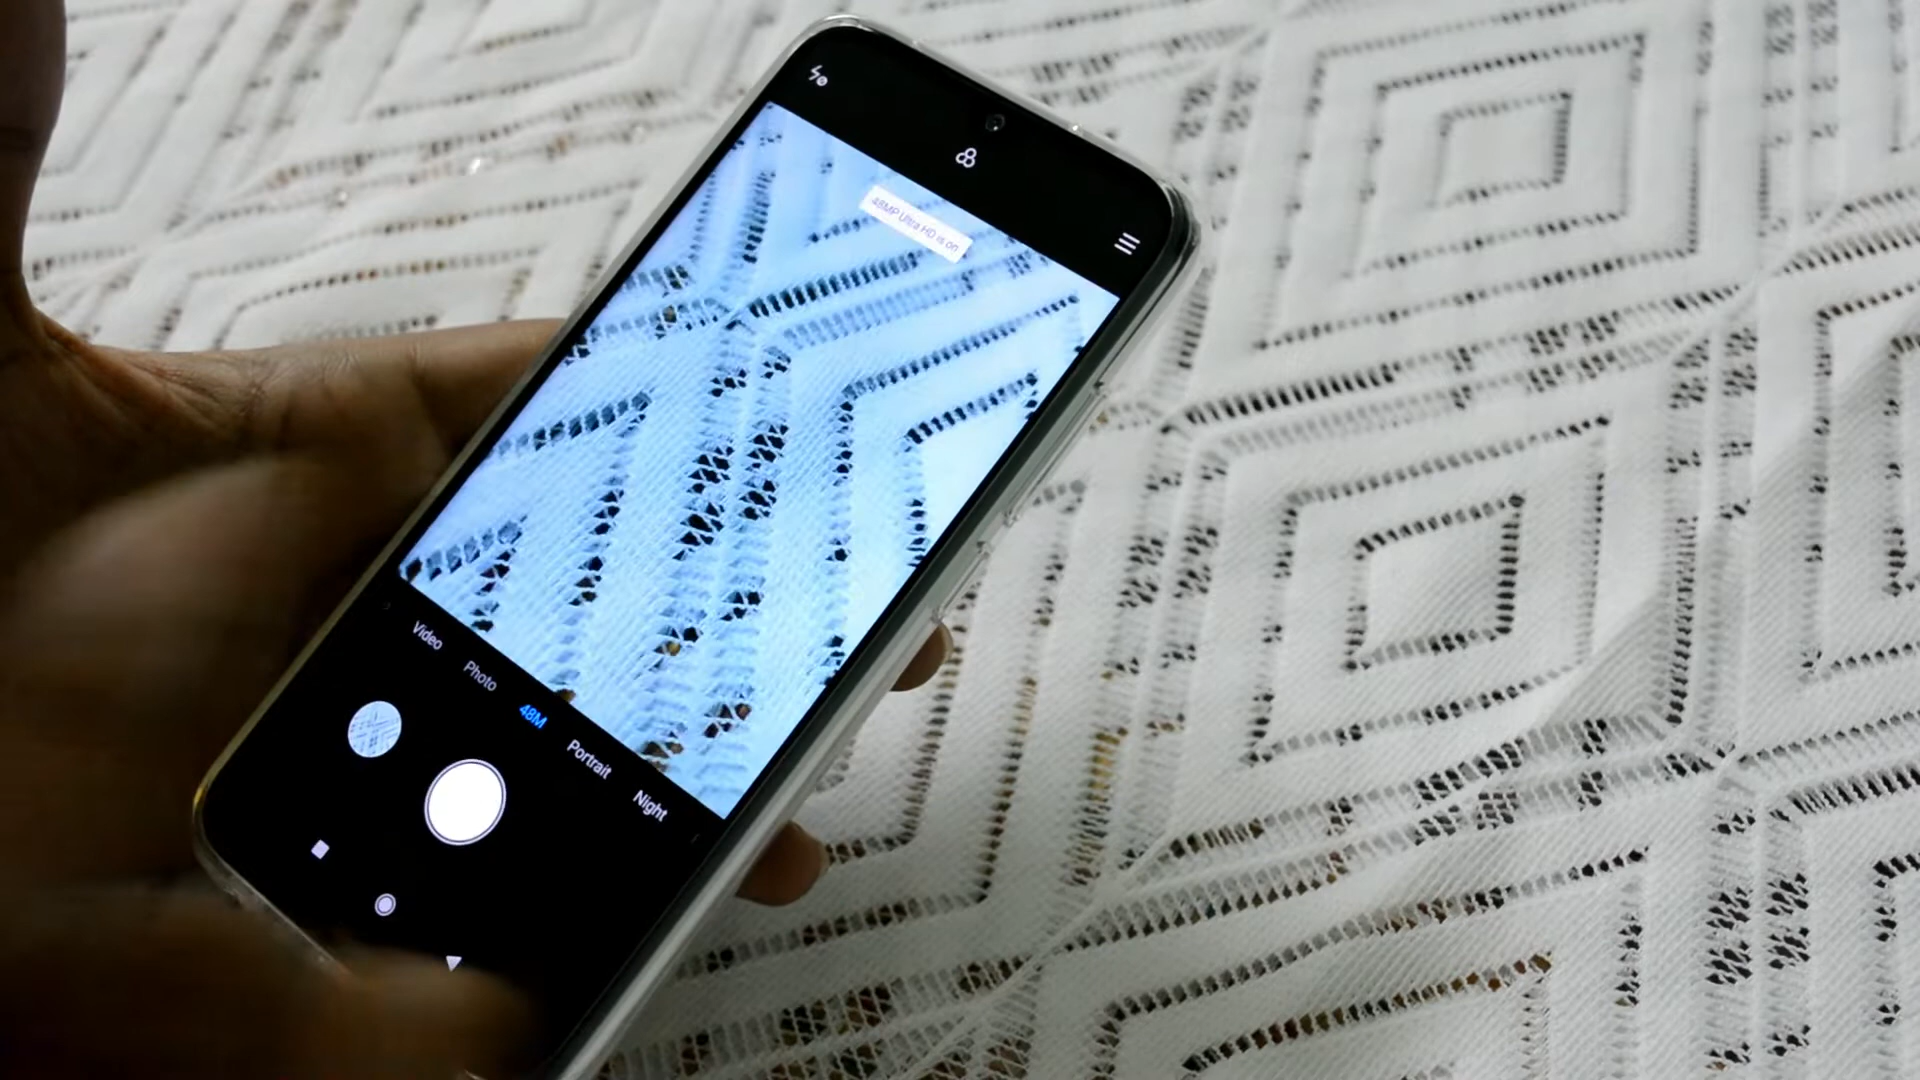 48MP Ultra HD is on
Video
Photo
48M
Portrait
Night